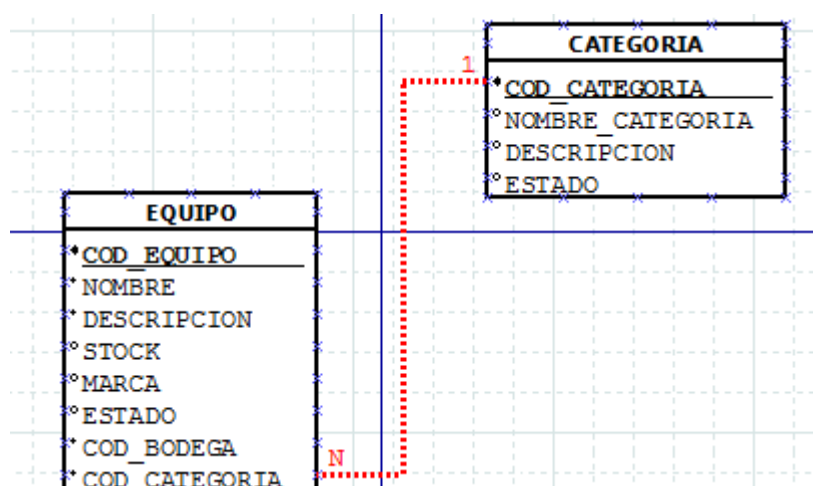 CATEGORIA
1
COD_CATEGORIA
NOMBRE_CATEGORIA
DESCRIPCION
ESTADO
EQUIPO
COD_EQUIPO
NOMBRE
DESCRIPCION
STOCK
MARCA
ESTADO
COD_BODEGA
N
COD_CATEGORIA